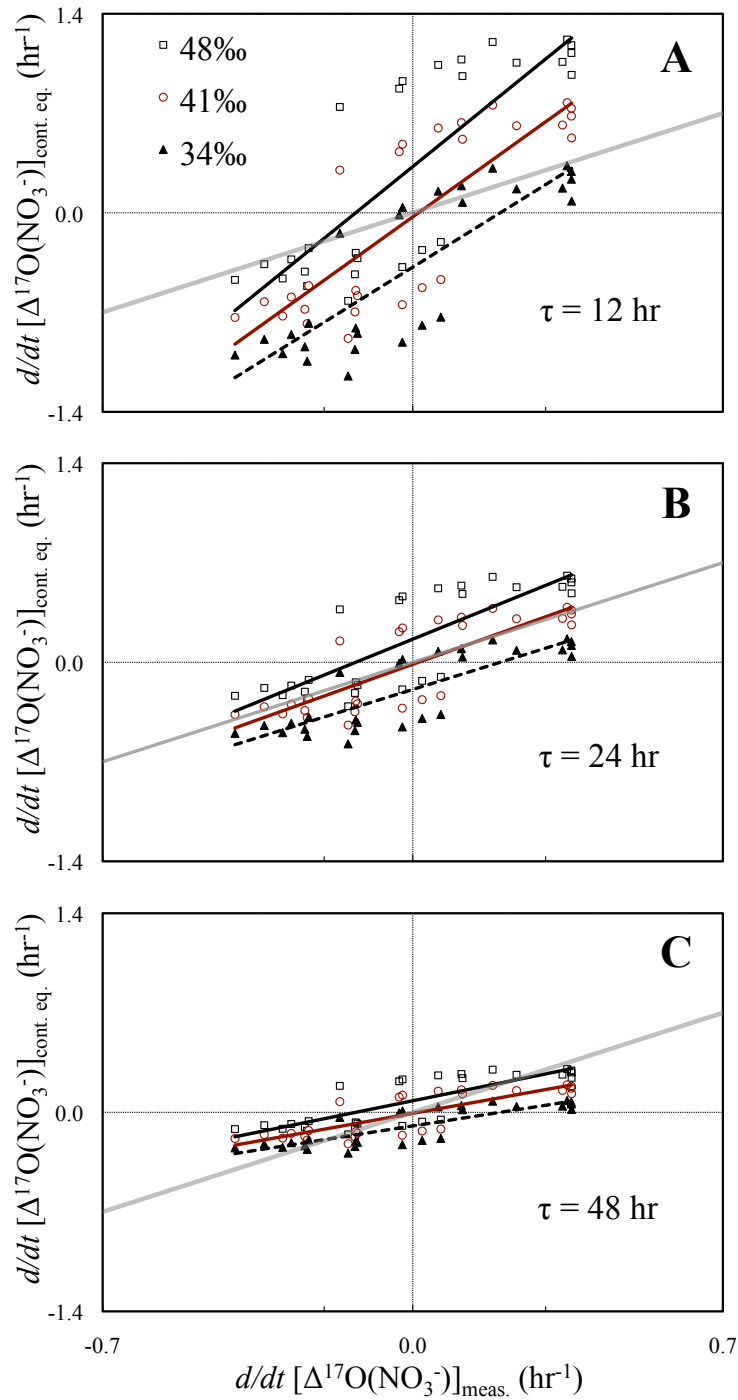 1.4
48‰
41‰
34‰
A
0.0
τ = 12 hr
-1.4
d/dt [Δ¹⁷O(NO₃⁻)]cont. eq. (hr⁻¹)
1.4
B
0.0
τ = 24 hr
-1.4
d/dt [Δ¹⁷O(NO₃⁻)]cont. eq. (hr⁻¹)
1.4
C
0.0
τ = 48 hr
-1.4
d/dt [Δ¹⁷O(NO₃⁻)]cont. eq. (hr⁻¹)
-0.7 0.0 0.7
d/dt [Δ¹⁷O(NO₃⁻)]meas. (hr⁻¹)